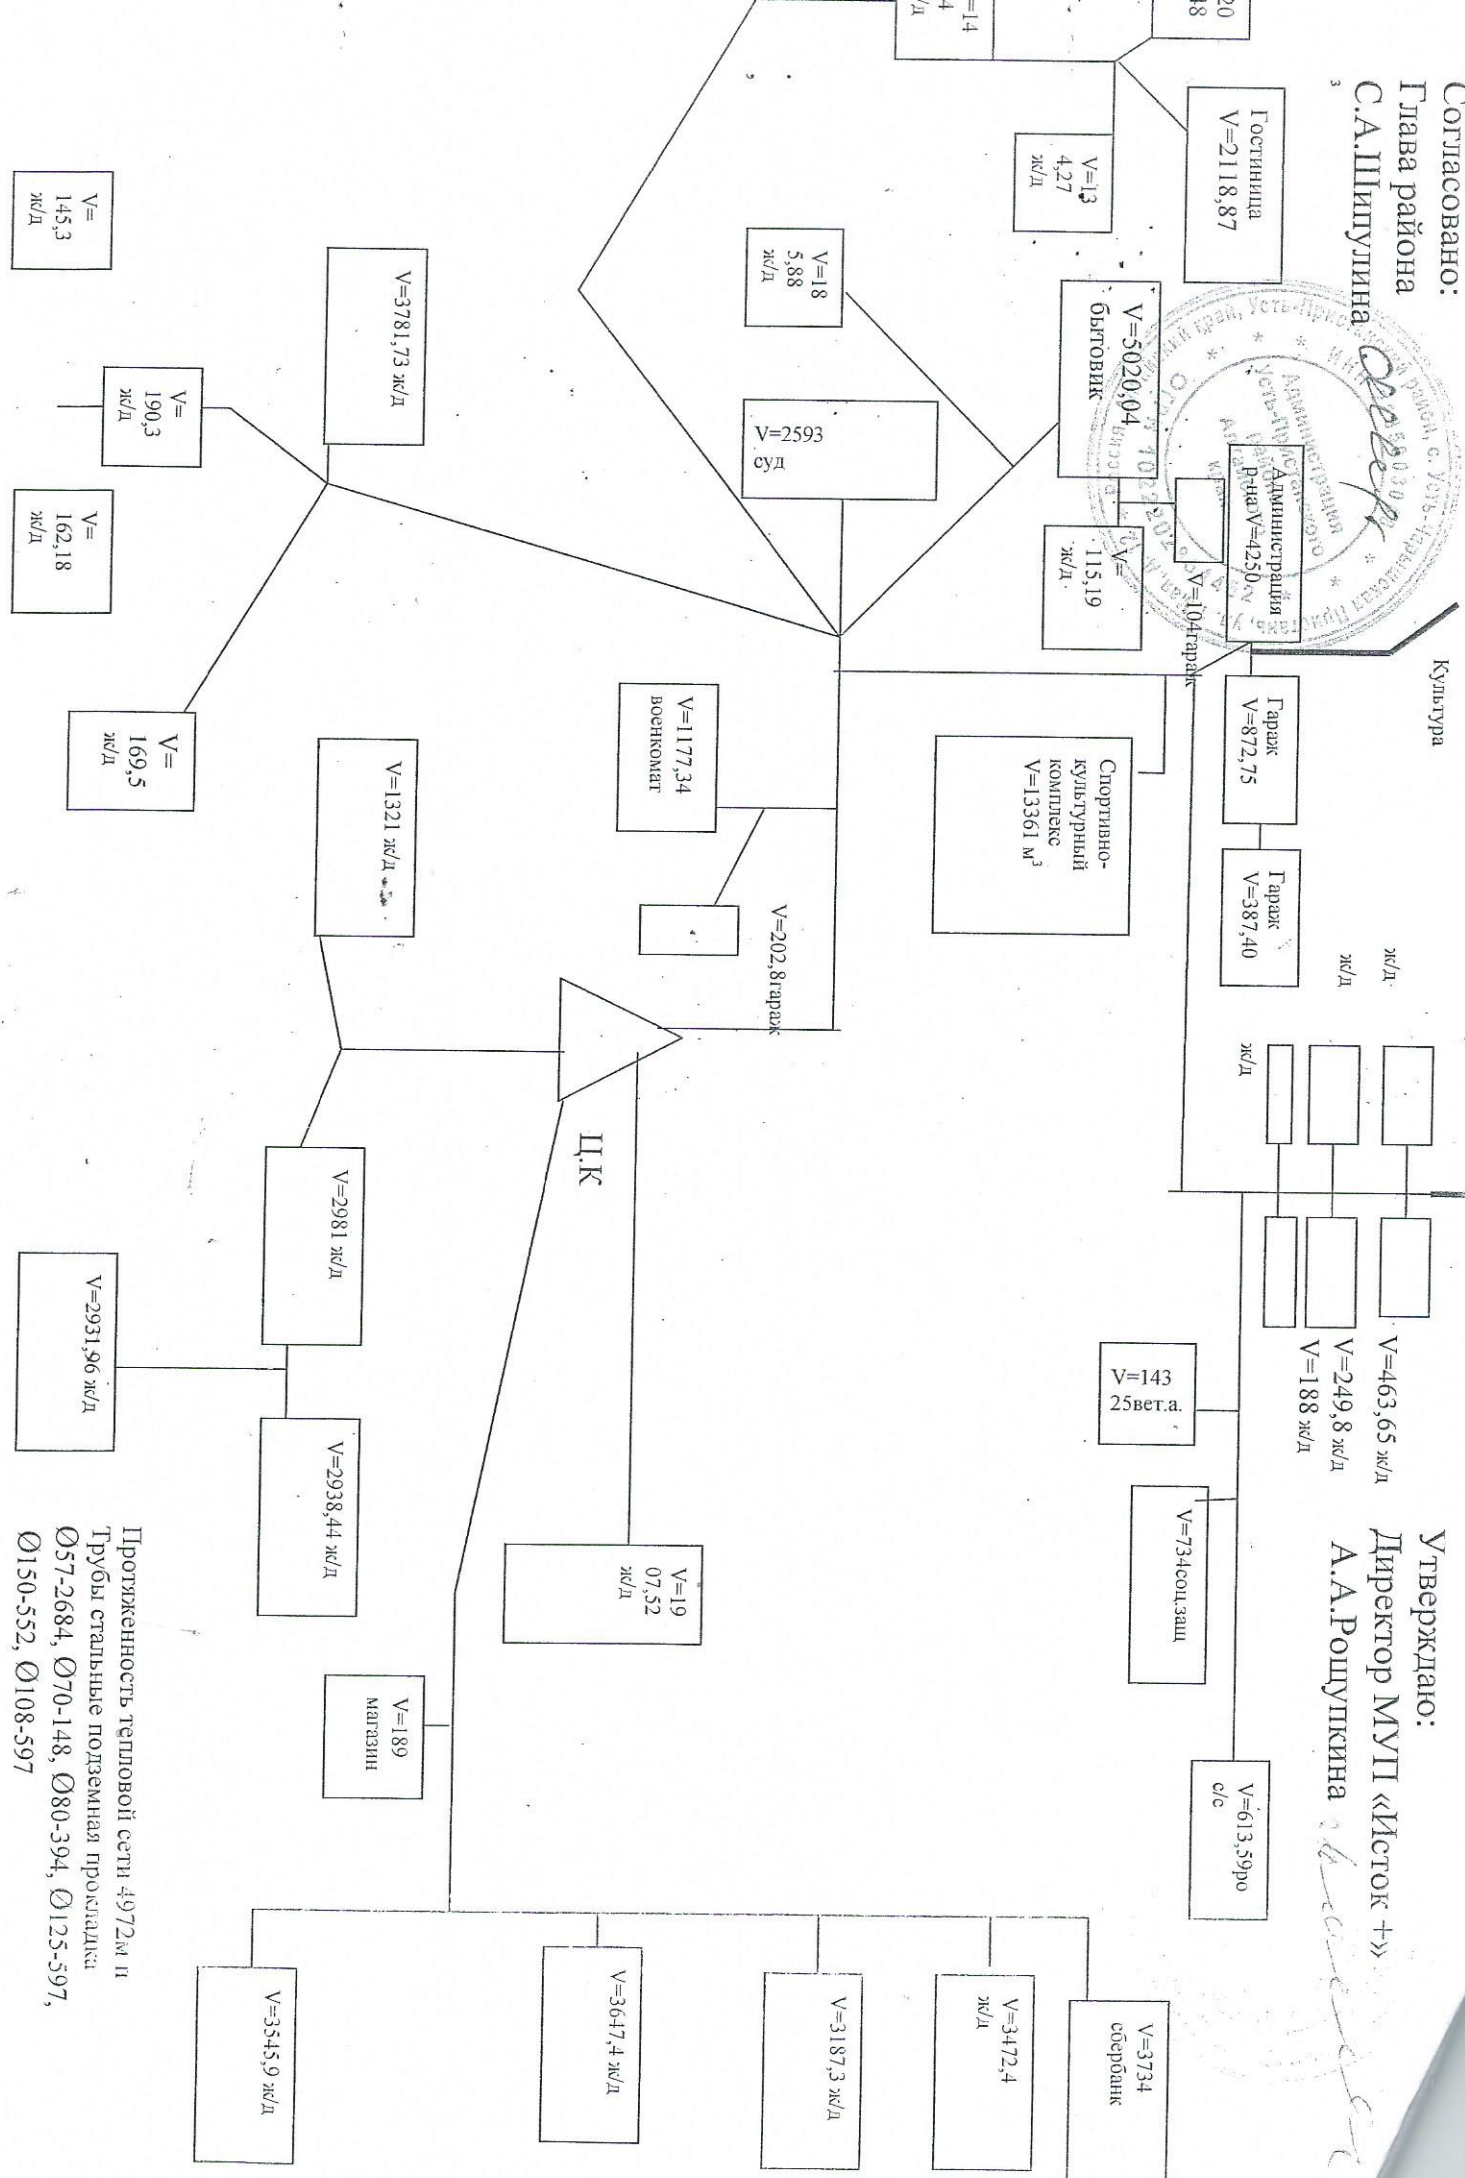 Согласовано:
Глава района
С.А.Шипулина
Утверждаю:
Директор МУП «Исток +»
А.А.Рощупкина
Культура
ж/д
ж/д
ж/д
V=463,65 ж/д
V=249,8 ж/д
V=188 ж/д
Гостиница
V=2118,87
Администрация
р-на V=4250
Гараж
V=872,75
Гараж
V=387,40
V=104гараж
V=13
4,27
ж/д
V=5020,04
бытовик
V=
115,19
ж/д
Спортивно-
культурный
комплекс
V=13361 м³
V=143
25вет.а.
V=734соц.защ
V=613,59ро
с/с
V=3734
сбербанк
V=3472,4
ж/д
V=3187,3 ж/д
V=3647,4 ж/д
V=3545,9 ж/д
V=18
5,88
ж/д
V=2593
суд
V=1177,34
военкомат
V=202,8гараж
Ц.К
V=19
07,52
ж/д
V=189
магазин
V=3781,73 ж/д
V=1321 ж/д
V=2981 ж/д
V=2938,44 ж/д
V=2931,96 ж/д
V=
145,3
ж/д
V=
190,3
ж/д
V=
162,18
ж/д
V=
169,5
ж/д
Протяженность тепловой сети 4972м п
Трубы стальные подземная прокладка
Ø57-2684, Ø70-148, Ø80-394, Ø125-597,
Ø150-552, Ø108-597